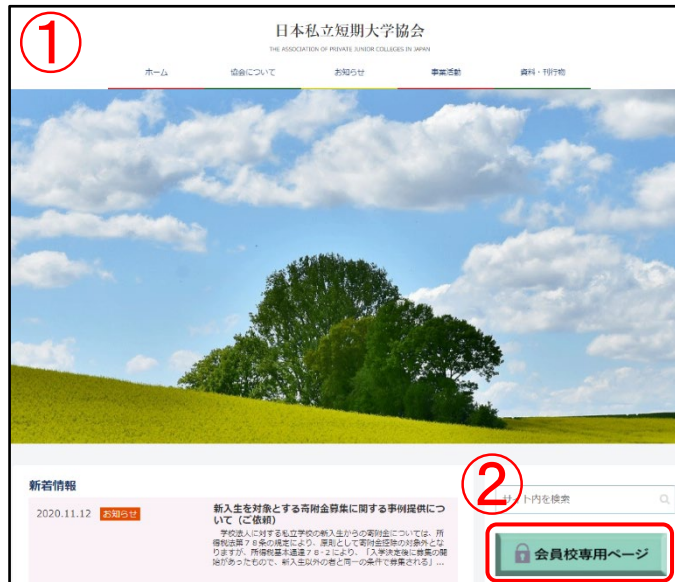 ①
日本私立短期大学協会
THE ASSOCIATION OF PRIVATE JUNIOR COLLEGES IN JAPAN
ホーム 協会について お知らせ 事業活動 資料・刊行物
新着情報
2020.11.12 お知らせ
新入生を対象とする寄附金募集に関する事例提供につ
いて（ご依頼）
学校法人に対する私立学校の新入生からの寄附金については、所
得税法第７８条の規定により、原則として寄附金控除の対象外とな
りますが、所得税基本通達７８-２により、「入学決定後に募集の開
始があったもので、新入生以外の者と同一の条件で募集される」...
②
サイト内を検索
会員校専用ページ